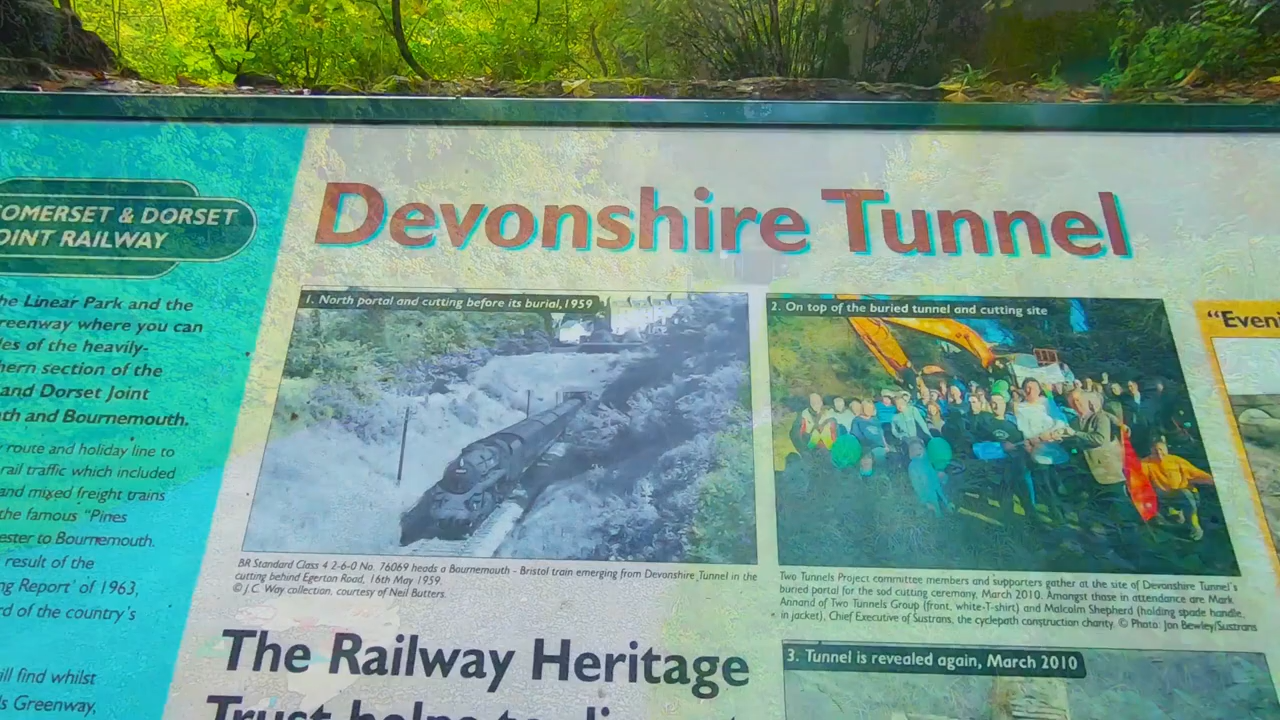 OMERSET & DORSET
OINT RAILWAY
Devonshire Tunnel
he Linear Park and the
reenway where you can
les of the heavily-
hern section of the
and Dorset Joint
th and Bournemouth.
route and holiday line to
rail traffic which included
and mixed freight trains
the famous "Pines
ester to Bournemouth.
result of the
ng Report' of 1963,
rd of the country's
ill find whilst
s Greenway,
1. North portal and cutting before its burial, 1959
BR Standard Class 4 2-6-0 No. 76069 heads a Bournemouth - Bristol train emerging from Devonshire Tunnel in the
cutting behind Egerton Road, 16th May 1959.
© J.C. Way collection, courtesy of Neil Butters.
The Railway Heritage
Trust helps to
2. On top of the buried tunnel and cutting site
Two Tunnels Project committee members and supporters gather at the site of Devonshire Tunnel's
buried portal for the sod cutting ceremony, March 2010. Amongst those in attendance are Mark
Annand of Two Tunnels Group (front, white-T-shirt) and Malcolm Shepherd (holding spade handle,
in jacket), Chief Executive of Sustrans, the cyclepath construction charity. © Photo: Jon Bewley/Sustrans
3. Tunnel is revealed again, March 2010
"Eveni